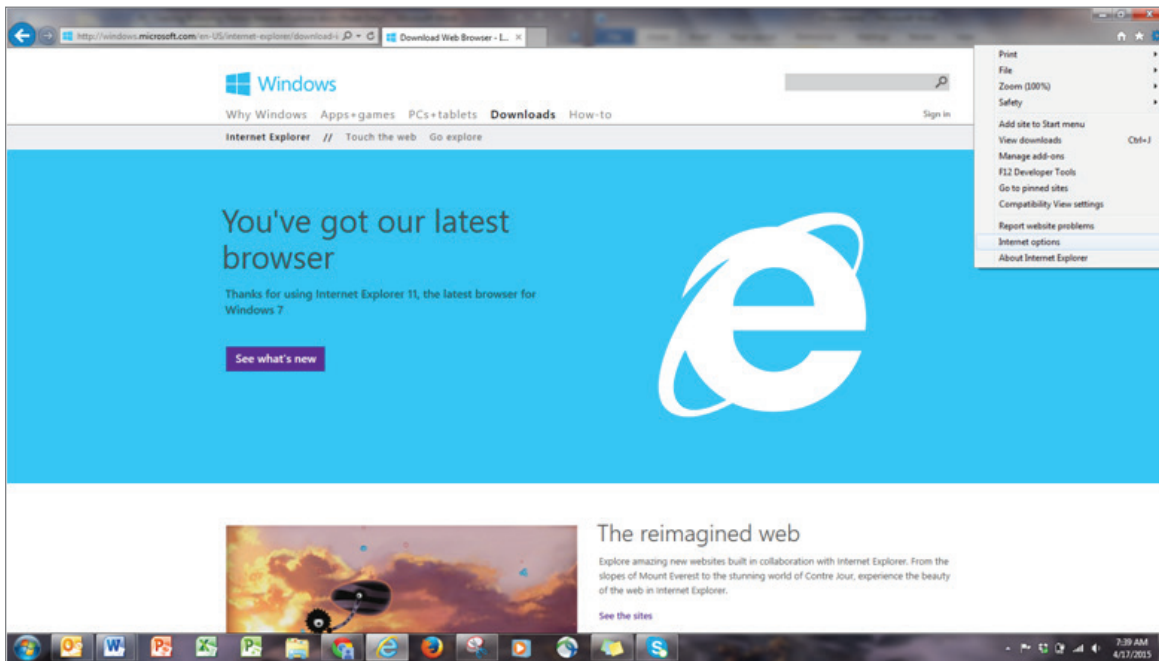 http://windows.microsoft.com/en-US/internet-explorer/download-i
Download Web Browser - I...
Windows
Why Windows Apps+games PCs+tablets Downloads How-to
Sign in
Internet Explorer // Touch the web Go explore
Print
File
Zoom (100%)
Safety
Add site to Start menu
View downloads Ctrl+J
Manage add-ons
F12 Developer Tools
Go to pinned sites
Compatibility View settings
Report website problems
Internet options
About Internet Explorer
You've got our latest
browser
Thanks for using Internet Explorer 11, the latest browser for
Windows 7
See what's new
The reimagined web
Explore amazing new websites built in collaboration with Internet Explorer. From the
slopes of Mount Everest to the stunning world of Contre Jour, experience the beauty
of the web in Internet Explorer.
See the sites
7:39 AM
4/17/2015